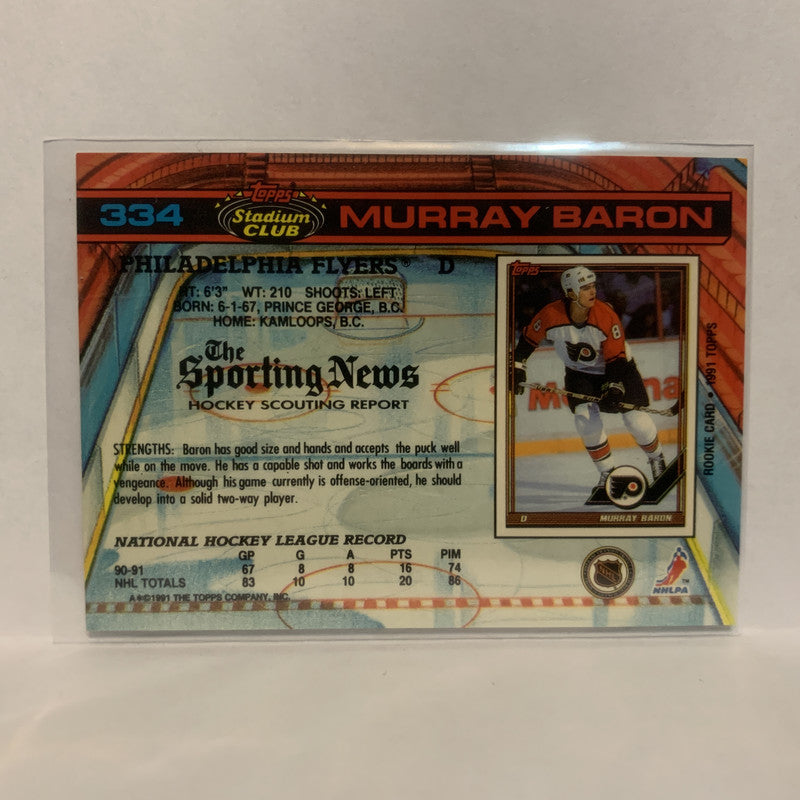 334
Topps
Stadium
CLUB
MURRAY BARON
PHILADELPHIA FLYERS® D
HT: 6'3" WT: 210 SHOOTS: LEFT
BORN: 6-1-67, PRINCE GEORGE, B.C.
HOME: KAMLOOPS, B.C.
The
Sporting News
HOCKEY SCOUTING REPORT
STRENGTHS: Baron has good size and hands and accepts the puck well
while on the move. He has a capable shot and works the boards with a
vengeance. Although his game currently is offense-oriented, he should
develop into a solid two-way player.
NATIONAL HOCKEY LEAGUE RECORD
GP G A PTS PIM
90-91 67 8 8 16 74
NHL TOTALS 83 10 10 20 86
A✻©1991 THE TOPPS COMPANY, INC.
Topps
8
D MURRAY BARON
ROOKIE CARD • 1991 TOPPS
NHL
NHLPA™